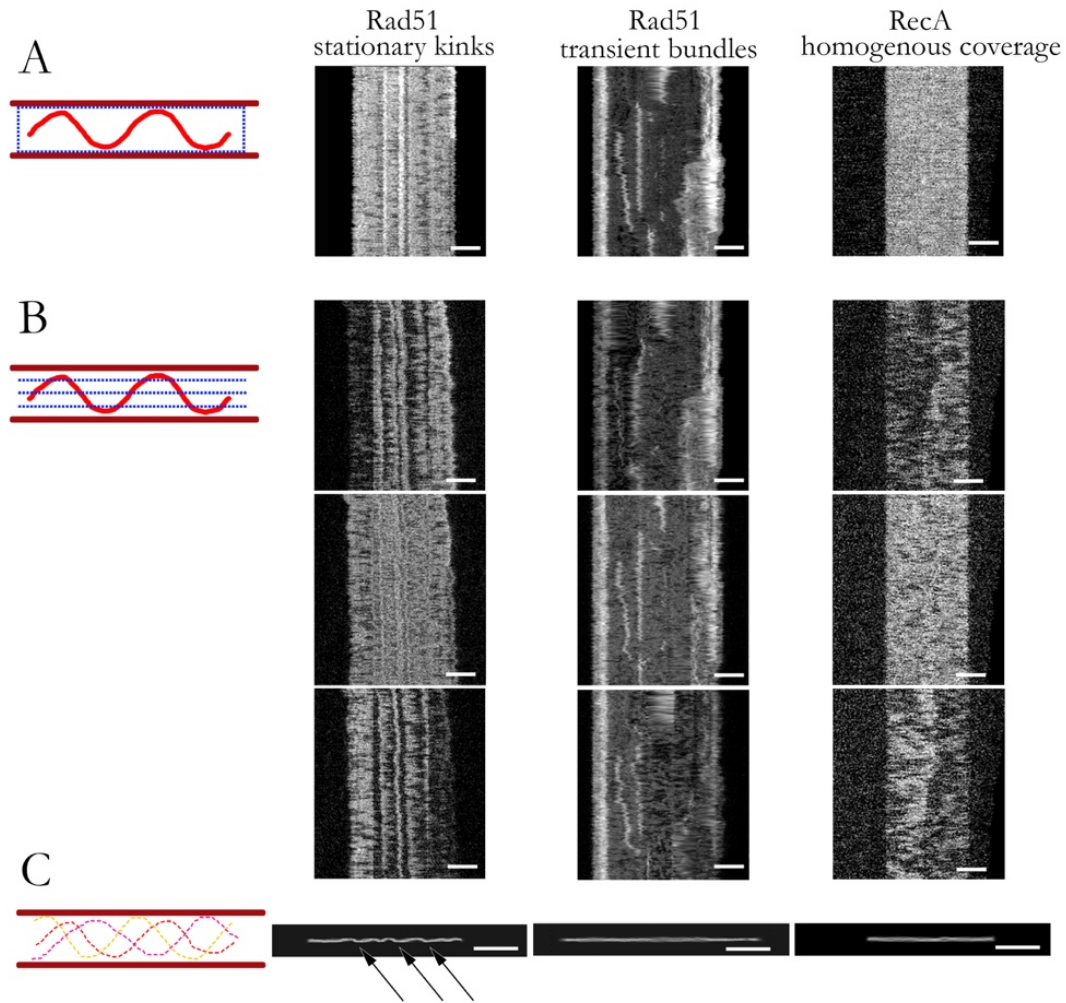 Rad51
stationary kinks
Rad51
transient bundles
RecA
homogenous coverage
A
B
C